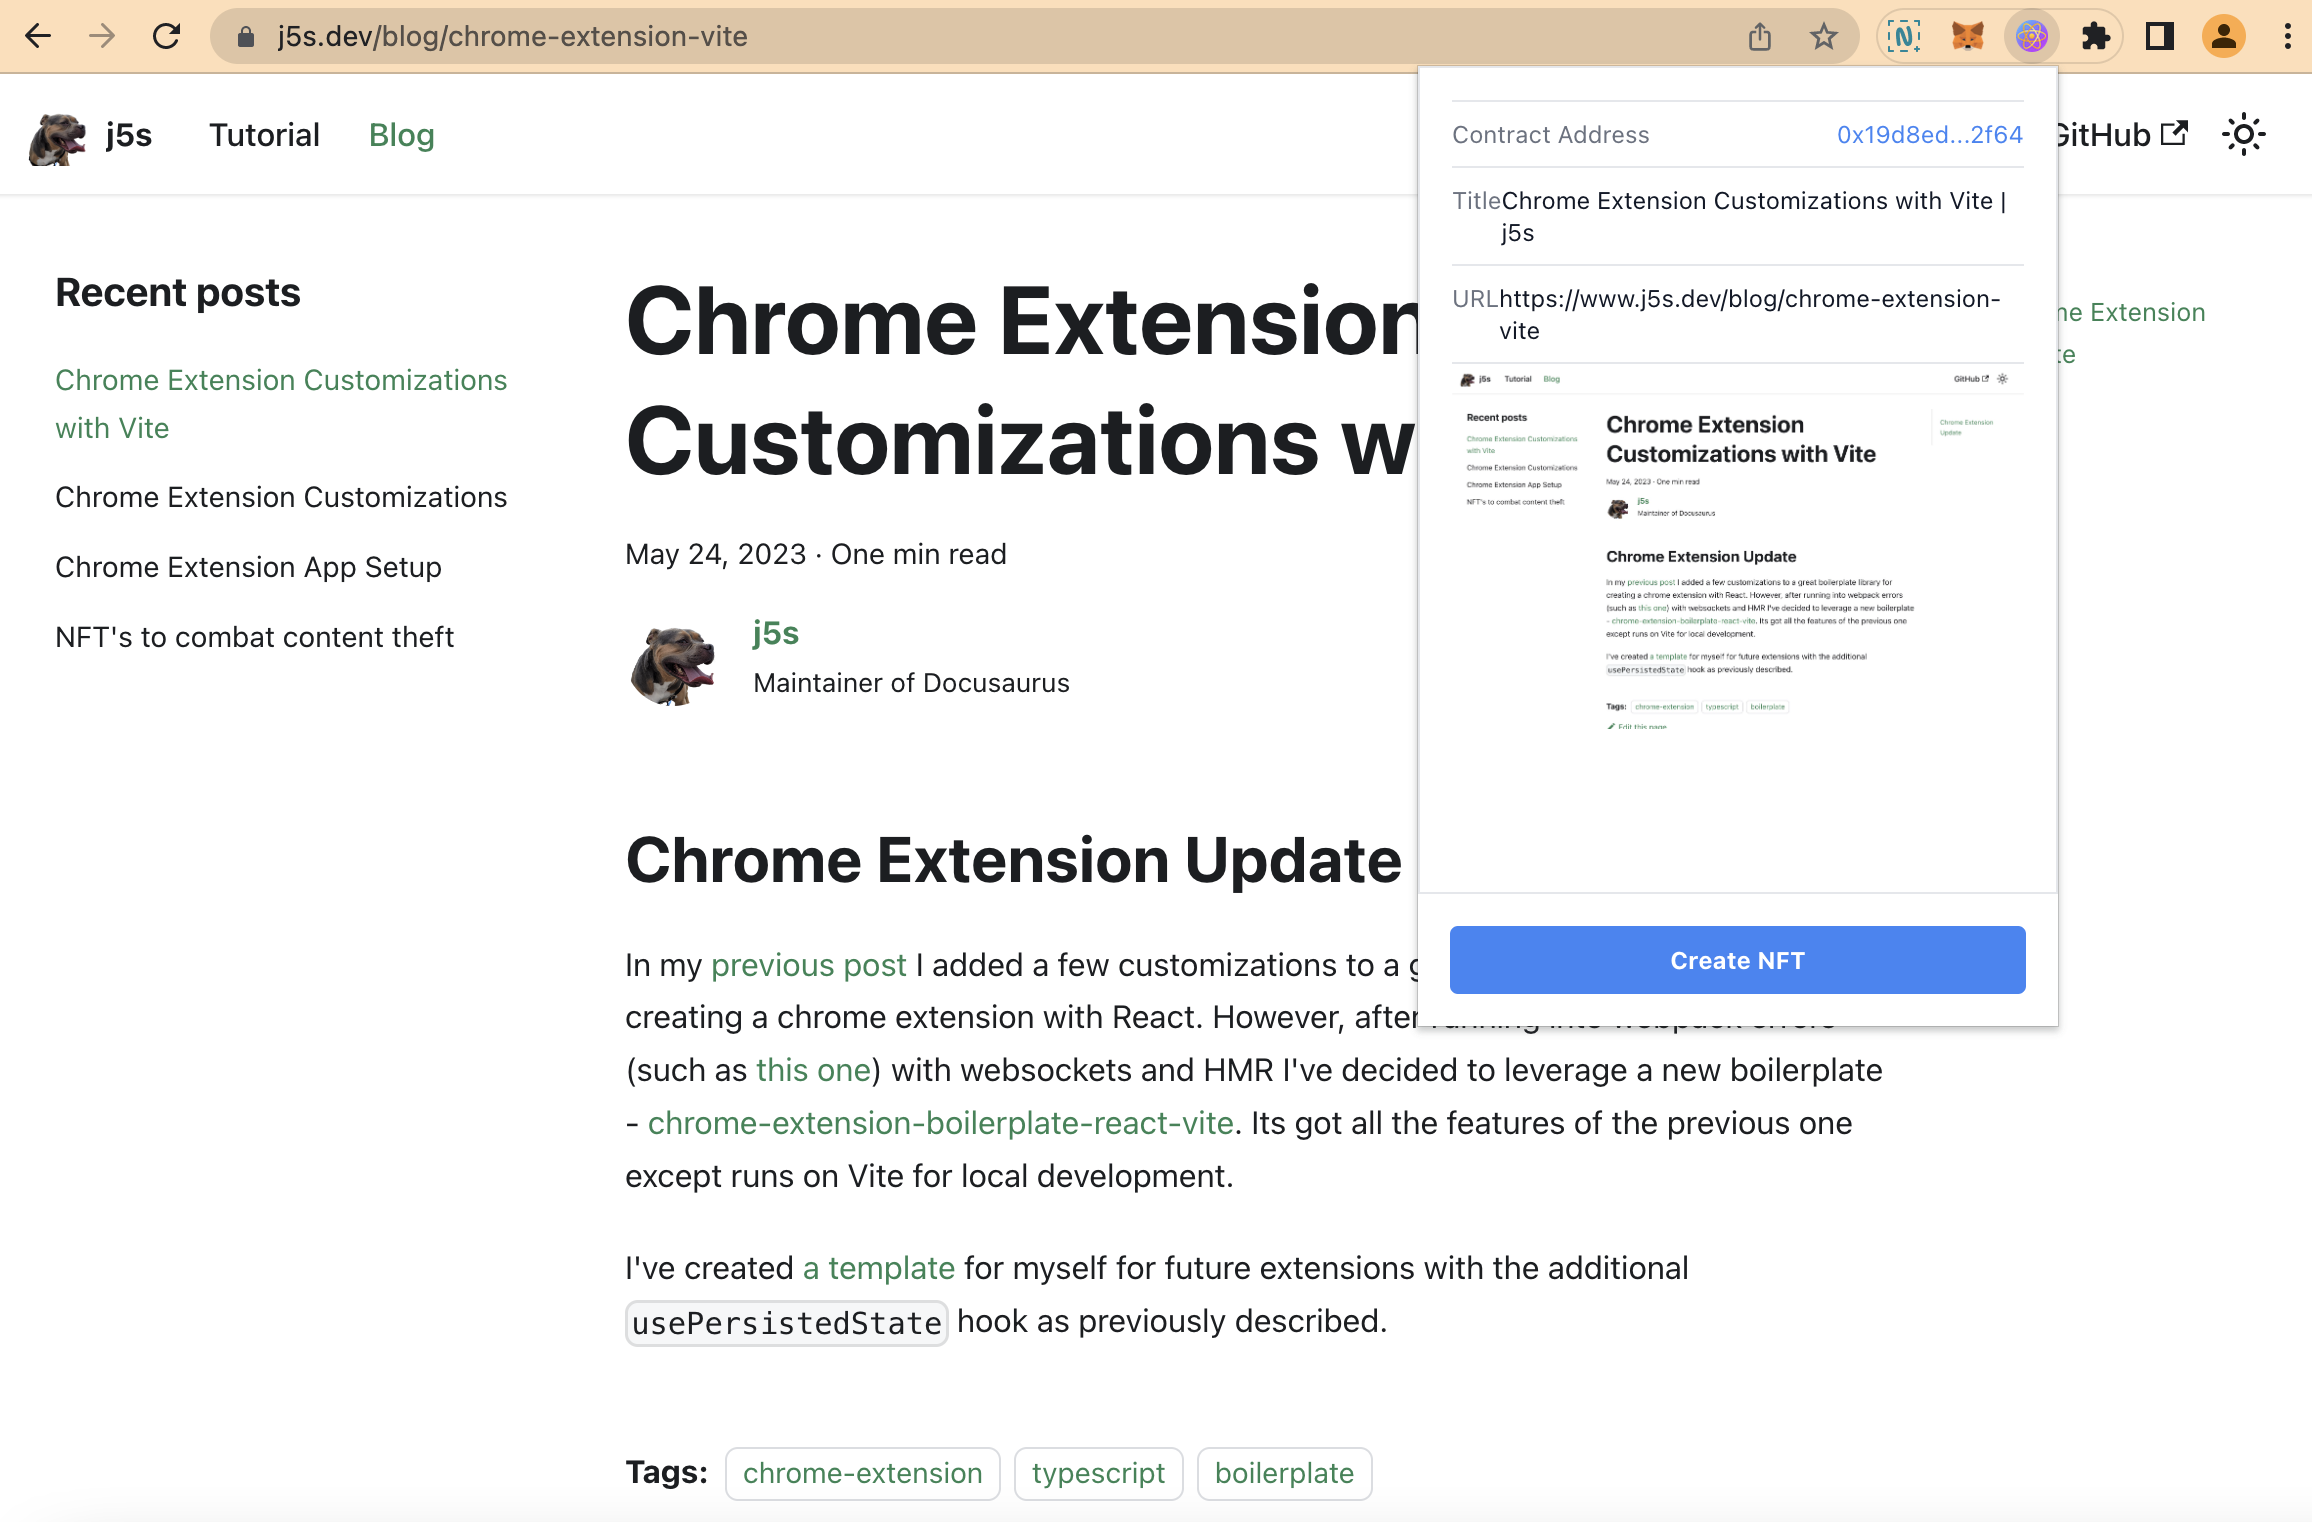 j5s.dev/blog/chrome-extension-vite
j5s Tutorial Blog
GitHub
Recent posts
Chrome Extension Customizations
with Vite
Chrome Extension Customizations
Chrome Extension App Setup
NFT's to combat content theft
Chrome Extension
Customizations w
May 24, 2023 · One min read
j5s
Maintainer of Docusaurus
Chrome Extension Update
In my previous post I added a few customizations to a g
creating a chrome extension with React. However, after running into webpack errors
(such as this one) with websockets and HMR I've decided to leverage a new boilerplate
- chrome-extension-boilerplate-react-vite. Its got all the features of the previous one
except runs on Vite for local development.
I've created a template for myself for future extensions with the additional
usePersistedState hook as previously described.
Tags: chrome-extension typescript boilerplate
me Extension
te
Contract Address 0x19d8ed...2f64
Title Chrome Extension Customizations with Vite |
j5s
URL https://www.j5s.dev/blog/chrome-extension-
vite
j5s Tutorial Blog GitHub
Recent posts
Chrome Extension Customizations
with Vite
Chrome Extension Customizations
Chrome Extension App Setup
NFT's to combat content theft
Chrome Extension
Customizations with Vite
May 24, 2023 · One min read
j5s
Maintainer of Docusaurus
Chrome Extension Update
In my previous post I added a few customizations to a great boilerplate library for
creating a chrome extension with React. However, after running into webpack errors
(such as this one) with websockets and HMR I've decided to leverage a new boilerplate
- chrome-extension-boilerplate-react-vite. Its got all the features of the previous one
except runs on Vite for local development.
I've created a template for myself for future extensions with the additional
usePersistedState hook as previously described.
Tags: chrome-extension typescript boilerplate
Edit this page
Chrome Extension
Update
Create NFT